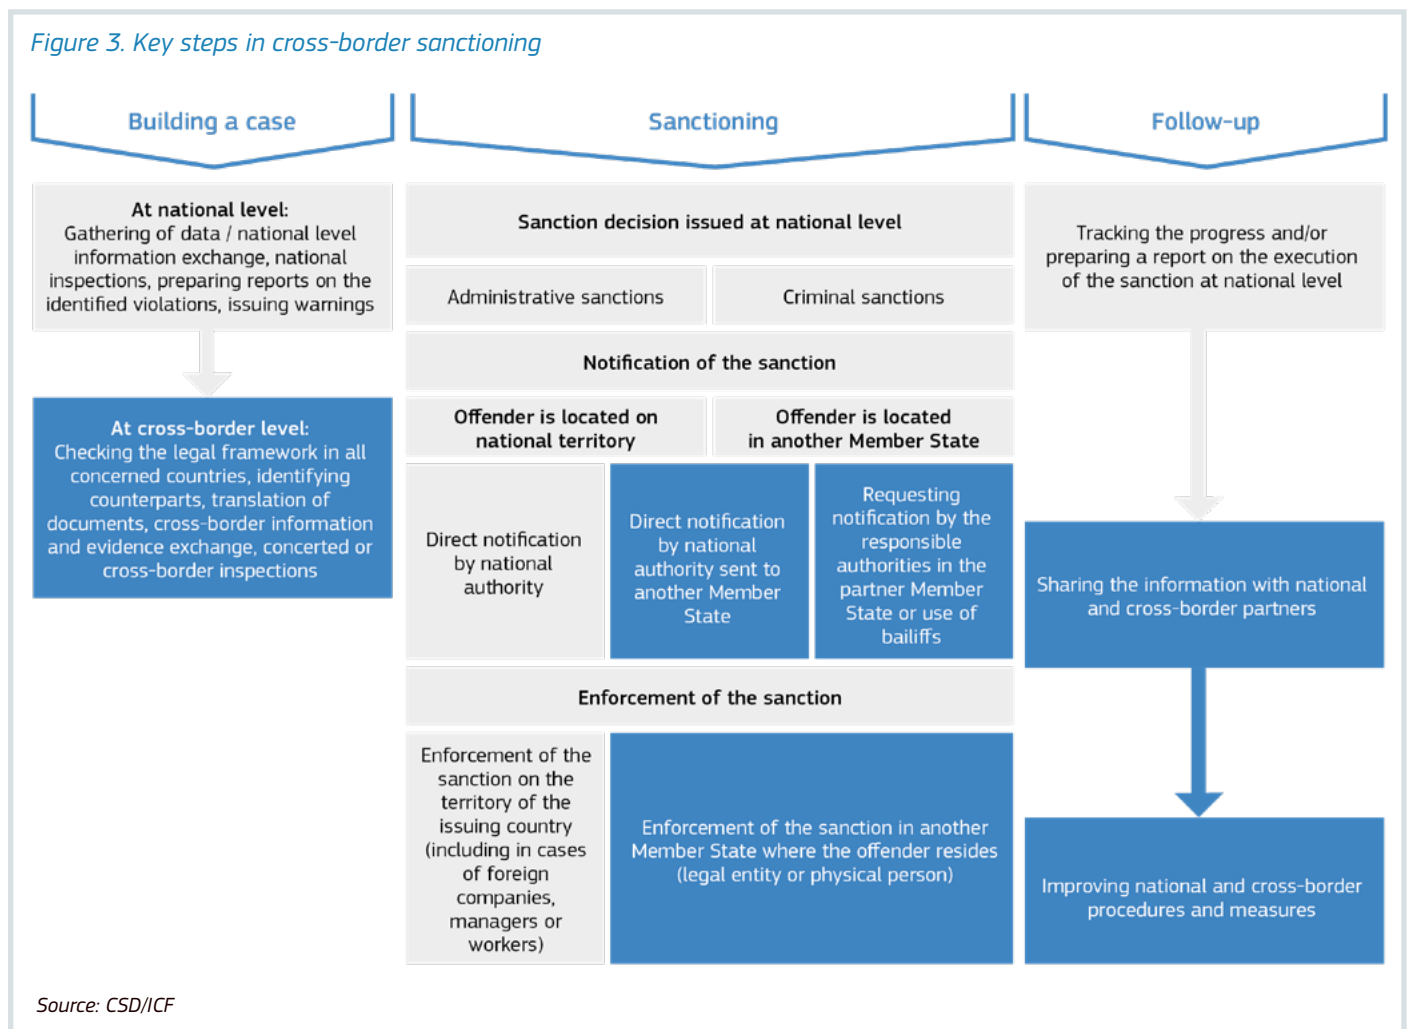 Figure 3. Key steps in cross-border sanctioning
Building a case
At national level:
Gathering of data / national level
information exchange, national
inspections, preparing reports on the
identified violations, issuing warnings
At cross-border level:
Checking the legal framework in all
concerned countries, identifying
counterparts, translation of
documents, cross-border information
and evidence exchange, concerted or
cross-border inspections
Sanctioning
Sanction decision issued at national level
Administrative sanctions
Criminal sanctions
Notification of the sanction
Offender is located on
national territory
Offender is located
in another Member State
Direct notification
by national
authority
Direct notification
by national
authority sent to
another Member
State
Requesting
notification by the
responsible
authorities in the
partner Member
State or use of
bailiffs
Enforcement of the sanction
Enforcement of the
sanction on the
territory of the
issuing country
(including in cases
of foreign
companies,
managers or
workers)
Enforcement of the sanction in another
Member State where the offender resides
(legal entity or physical person)
Follow-up
Tracking the progress and/or
preparing a report on the execution
of the sanction at national level
Sharing the information with national
and cross-border partners
Improving national and cross-border
procedures and measures
Source: CSD/ICF